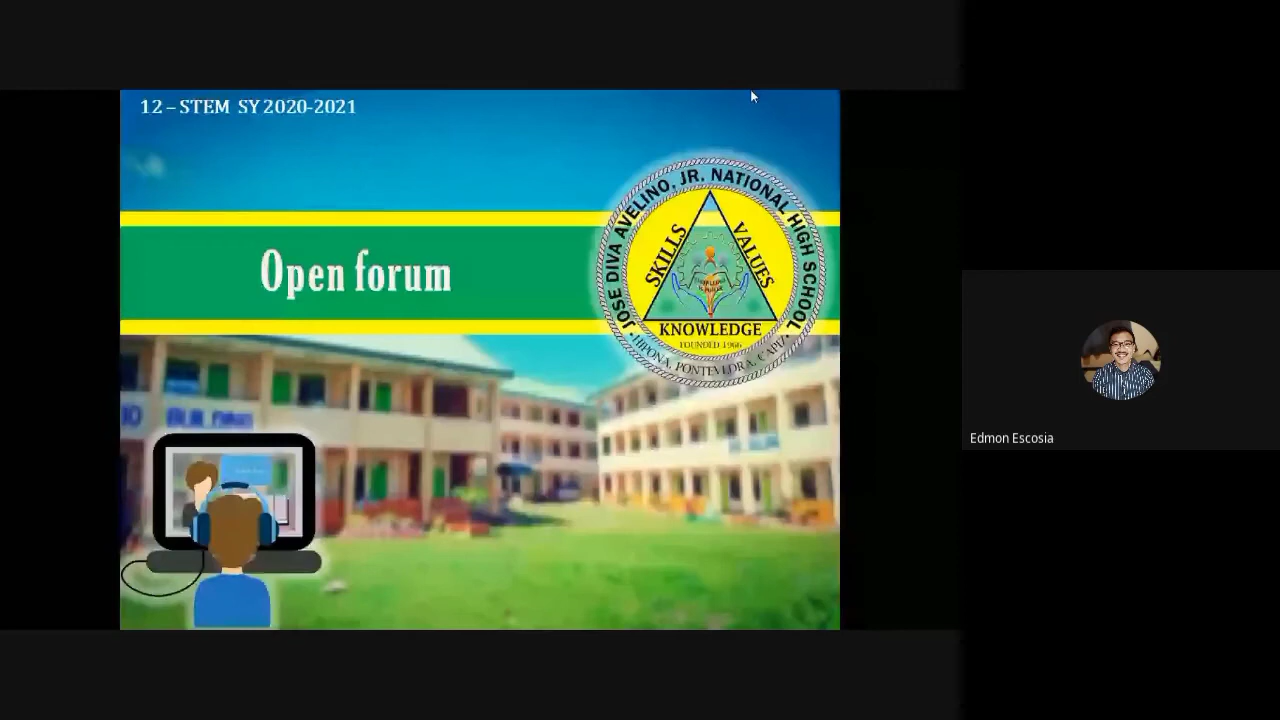 12 – STEM SY 2020-2021
Open forum
JOSE DIVA AVELINO, JR. NATIONAL HIGH SCHOOL
SKILLS
VALUES
KNOWLEDGE
FOUNDED 1966
HIPONA, PONTEVEDRA, CAPIZ
BUILDING
Edmon Escosia